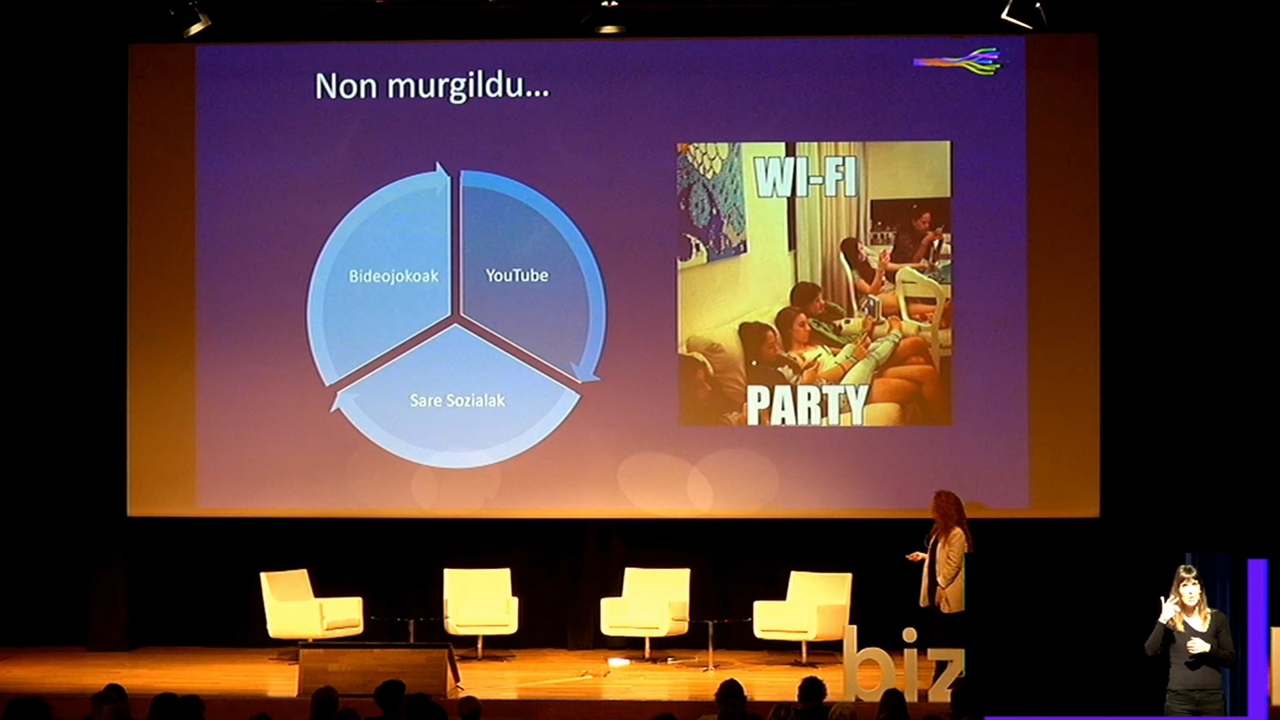 Non murgildu...
Bideojokoak
YouTube
Sare Sozialak
WI-FI
PARTY
biz